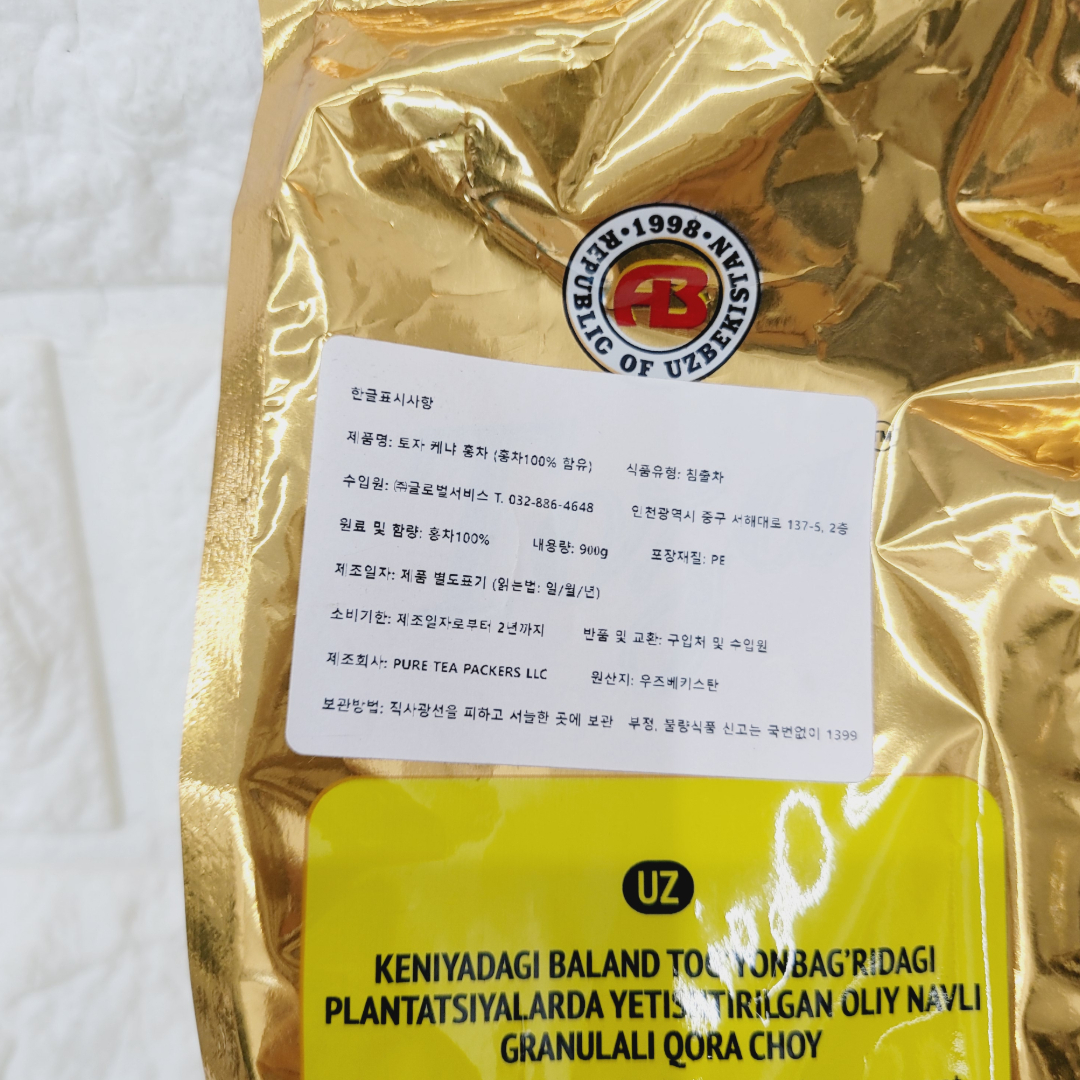 •1998•
REPUBLIC OF UZBEKISTAN
AB
한글표시사항
제품명: 토자 케냐 홍차 (홍차100% 함유) 식품유형: 침출차
수입원: ㈜글로벌서비스 T. 032-886-4648 인천광역시 중구 서해대로 137-5, 2층
원료 및 함량: 홍차100% 내용량: 900g 포장재질: PE
제조일자: 제품 별도표기 (읽는법: 일/월/년)
소비기한: 제조일자로부터 2년까지 반품 및 교환: 구입처 및 수입원
제조회사: PURE TEA PACKERS LLC 원산지: 우즈베키스탄
보관방법: 직사광선을 피하고 서늘한 곳에 보관 부정, 불량식품 신고는 국번없이 1399
UZ
KENIYADAGI BALAND TOG‘ YONBAG‘RIDAGI
PLANTATSIYALARDA YETISHTIRILGAN OLIY NAVLI
GRANULALI QORA CHOY